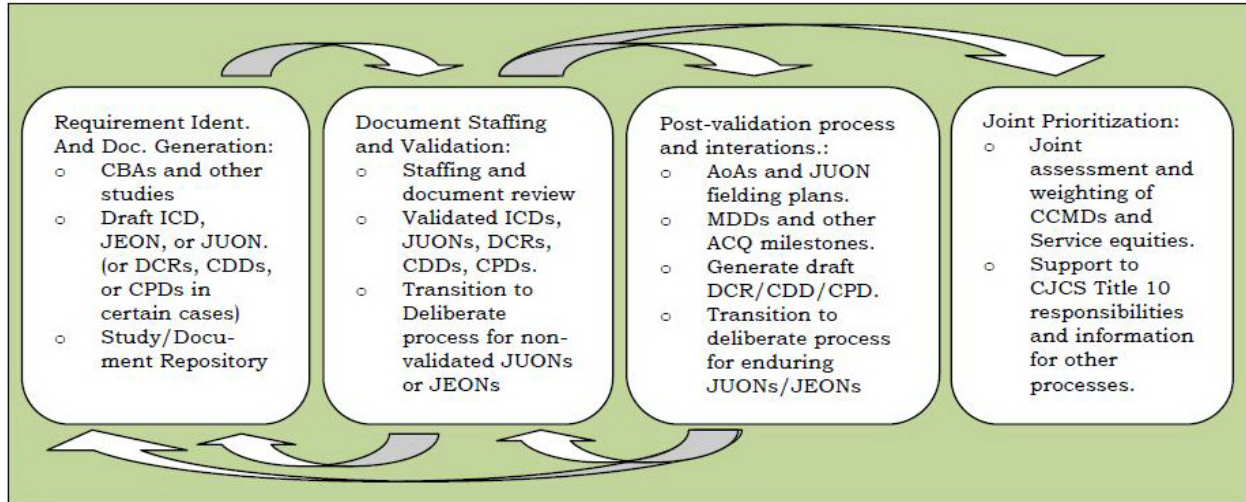 Requirement Ident.
And Doc. Generation:
o CBAs and other
studies
o Draft ICD,
JEON, or JUON.
(or DCRs, CDDs,
or CPDs in
certain cases)
o Study/Docu-
ment Repository
Document Staffing
and Validation:
o Staffing and
document review
o Validated ICDs,
JUONs, DCRs,
CDDs, CPDs.
o Transition to
Deliberate
process for non-
validated JUONs
or JEONs
Post-validation process
and interations.:
o AoAs and JUON
fielding plans.
o MDDs and other
ACQ milestones.
o Generate draft
DCR/CDD/CPD.
o Transition to
deliberate process
for enduring
JUONs/JEONs
Joint Prioritization:
o Joint
assessment and
weighting of
CCMDs and
Service equities.
o Support to
CJCS Title 10
responsibilities
and information
for other
processes.